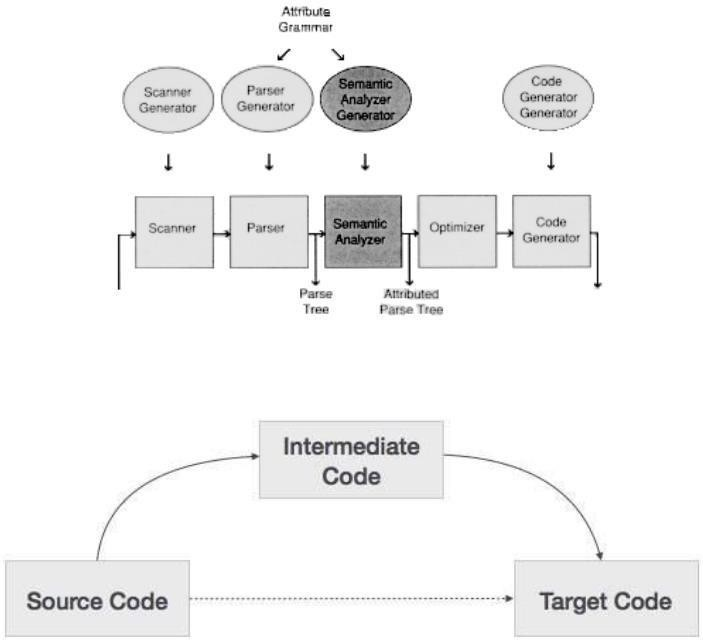 Attribute
Grammar
Scanner
Generator
Parser
Generator
Semantic
Analyzer
Generator
Code
Generator
Generator
Scanner
Parser
Semantic
Analyzer
Optimizer
Code
Generator
Parse
Tree
Attributed
Parse Tree
Intermediate
Code
Source Code
Target Code